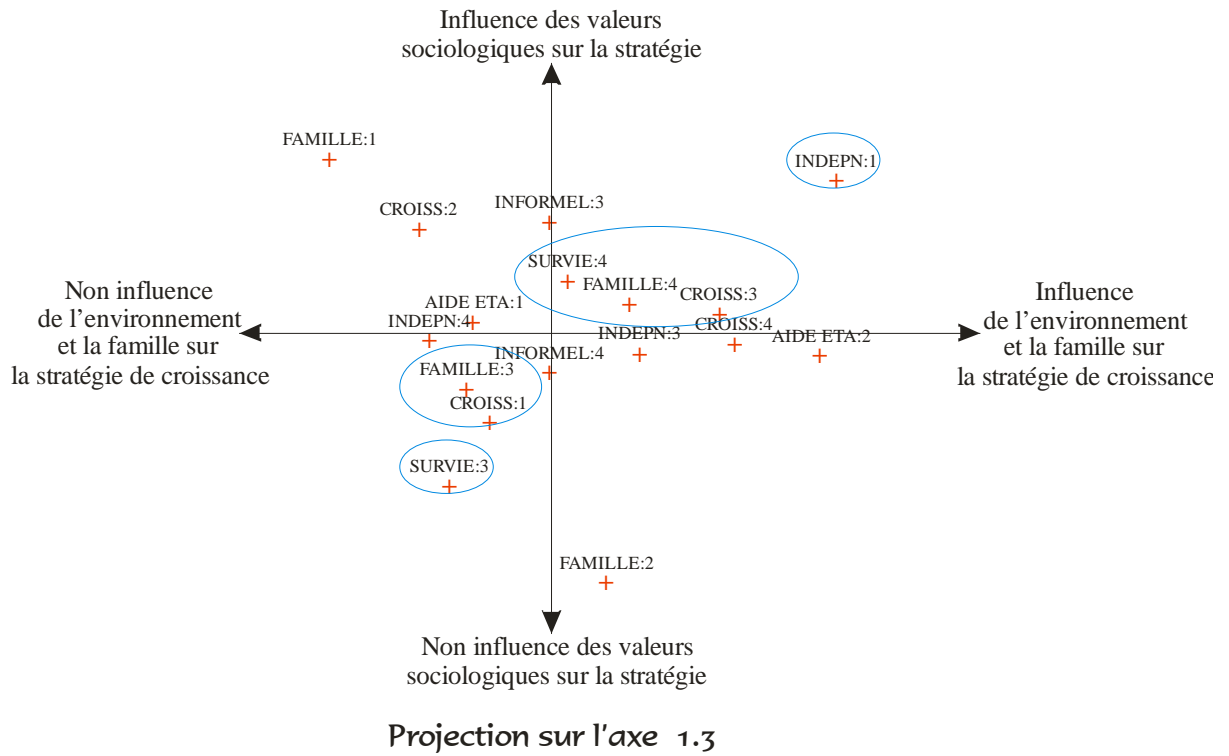 Influence des valeurs
sociologiques sur la stratégie
FAMILLE:1
INDEPN:1
CROISS:2
INFORMEL:3
SURVIE:4
FAMILLE:4
CROISS:3
Non influence
de l’environnement
et la famille sur
la stratégie de croissance
AIDE ETA:1
INDEPN:4
INDEPN:3
CROISS:4
AIDE ETA:2
Influence
de l’environnement
et la famille sur
la stratégie de croissance
INFORMEL:4
FAMILLE:3
CROISS:1
SURVIE:3
FAMILLE:2
Non influence des valeurs
sociologiques sur la stratégie
Projection sur l'axe 1.3